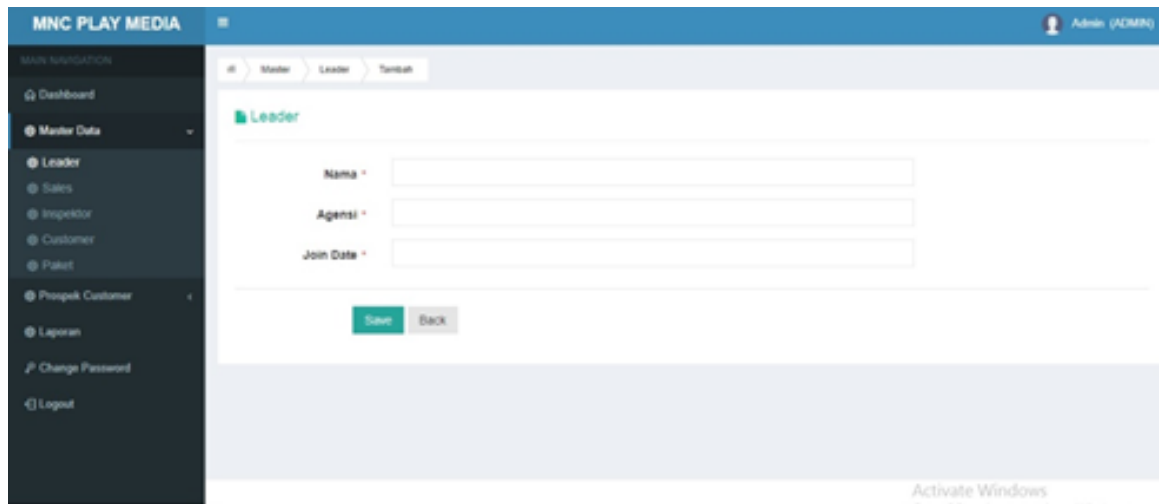 MNC PLAY MEDIA
Admin (ADMIN)
MAIN NAVIGATION
Dashboard
Master Data
Leader
Sales
Inspektor
Customer
Paket
Prospek Customer
Laporan
Change Password
Logout
Master Leader Tambah
Leader
Nama *
Agensi *
Join Date *
Save Back
Activate Windows